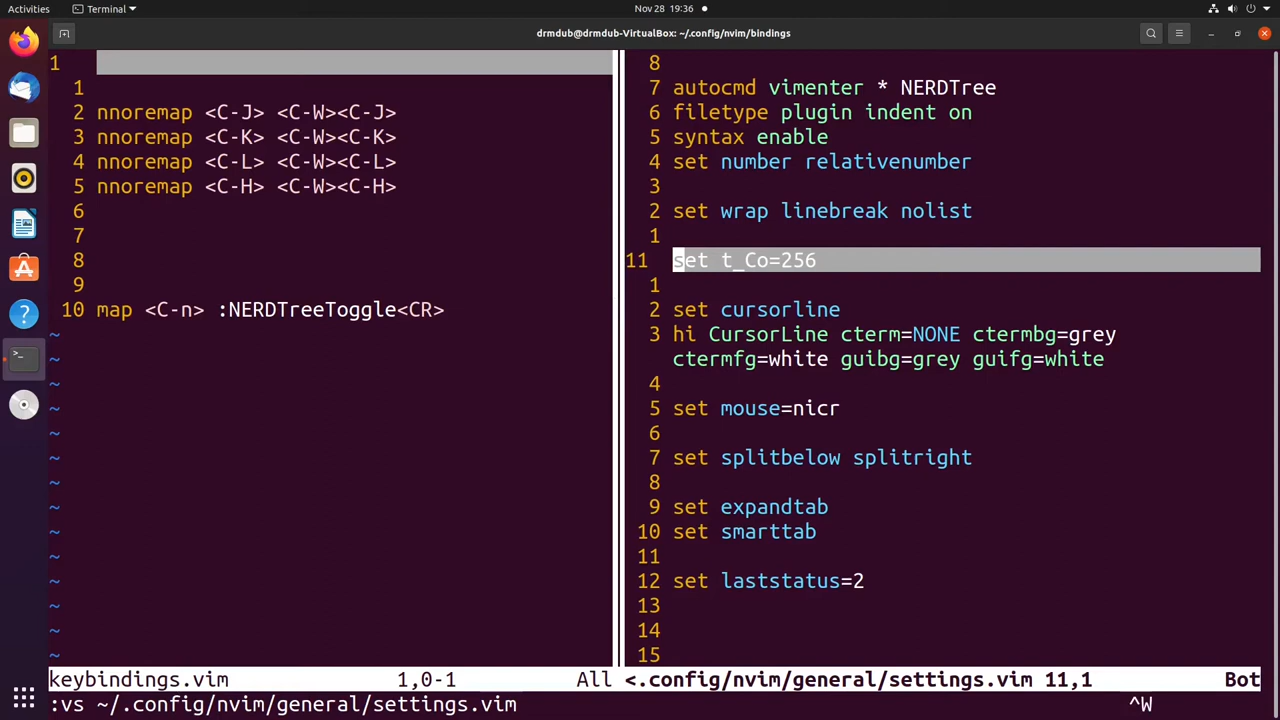 Activities
Terminal
Nov 28 19:36
drmdub@drmdub-VirtualBox: ~/.config/nvim/bindings
1
1
2 nnoremap <C-J> <C-W><C-J>
3 nnoremap <C-K> <C-W><C-K>
4 nnoremap <C-L> <C-W><C-L>
5 nnoremap <C-H> <C-W><C-H>
6
7
8
9
10 map <C-n> :NERDTreeToggle<CR>
~
~
~
~
~
~
~
~
~
~
~
~
~
~
keybindings.vim 1,0-1 All
8
7 autocmd vimenter * NERDTree
6 filetype plugin indent on
5 syntax enable
4 set number relativenumber
3
2 set wrap linebreak nolist
1
11 set t_Co=256
1
2 set cursorline
3 hi CursorLine cterm=NONE ctermbg=grey
ctermfg=white guibg=grey guifg=white
4
5 set mouse=nicr
6
7 set splitbelow splitright
8
9 set expandtab
10 set smarttab
11
12 set laststatus=2
13
14
15
<.config/nvim/general/settings.vim 11,1 Bot
:vs ~/.config/nvim/general/settings.vim ^W